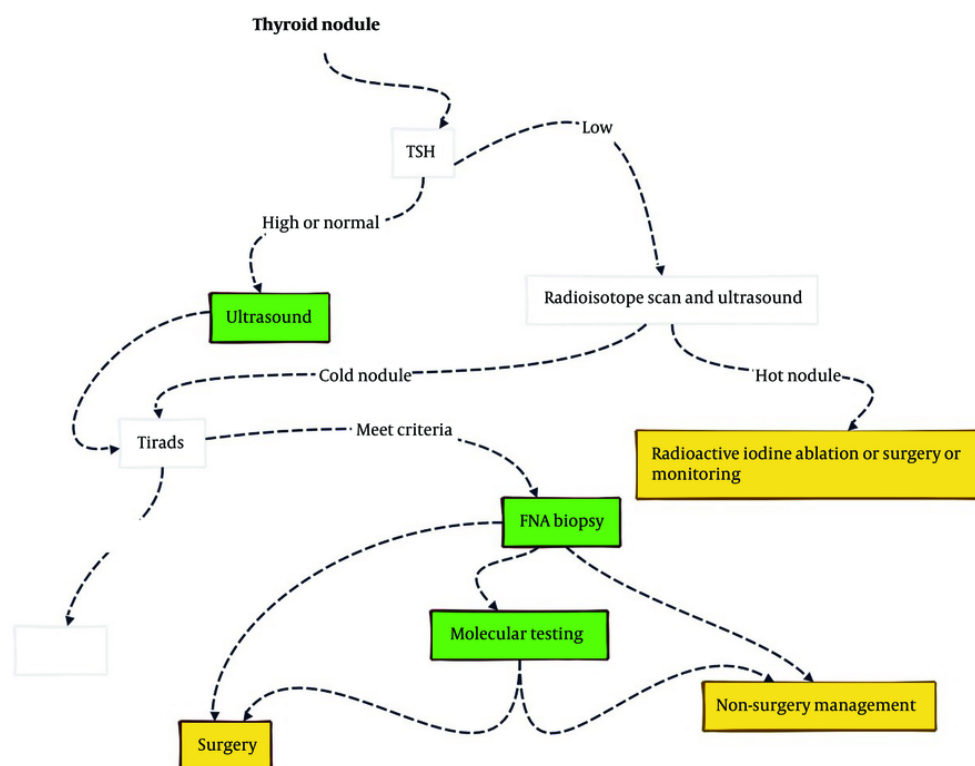 Thyroid nodule
Low
TSH
High or normal
Radioisotope scan and ultrasound
Ultrasound
Cold nodule
Hot nodule
Meet criteria
Tirads
Radioactive iodine ablation or surgery or
monitoring
FNA biopsy
Molecular testing
Non-surgery management
Surgery